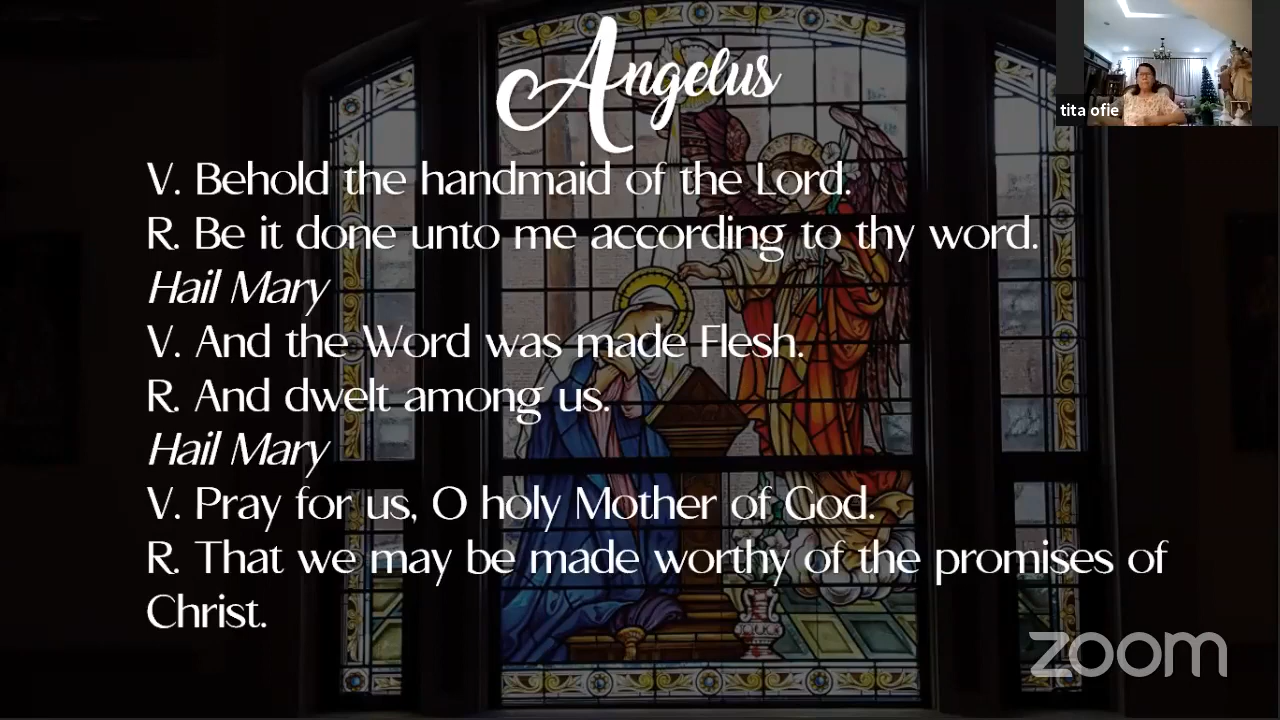 Angelus
tita ofie
V. Behold the handmaid of the Lord.
R. Be it done unto me according to thy word.
Hail Mary
V. And the Word was made Flesh.
R. And dwelt among us.
Hail Mary
V. Pray for us, O holy Mother of God.
R. That we may be made worthy of the promises of
Christ.
zoom